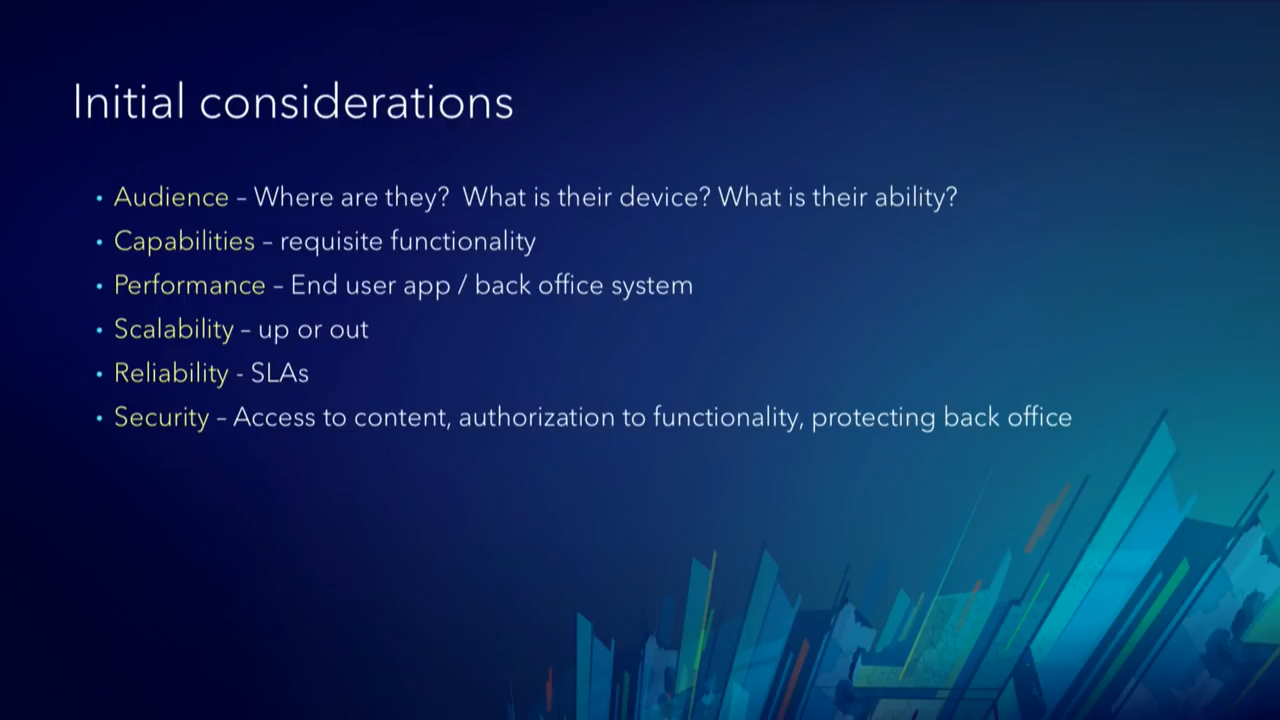 Initial considerations
• Audience – Where are they?  What is their device? What is their ability?
• Capabilities – requisite functionality
• Performance – End user app / back office system
• Scalability – up or out
• Reliability - SLAs
• Security – Access to content, authorization to functionality, protecting back office